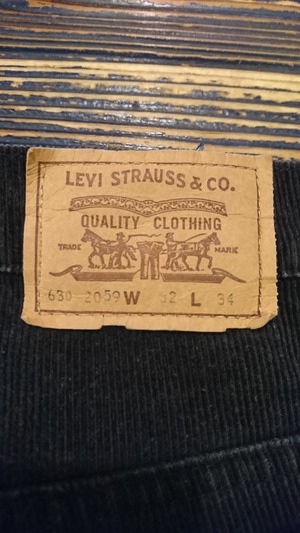 LEVI STRAUSS & CO.
QUALITY CLOTHING
TRADE MARK
630 2059 W 32 L 34